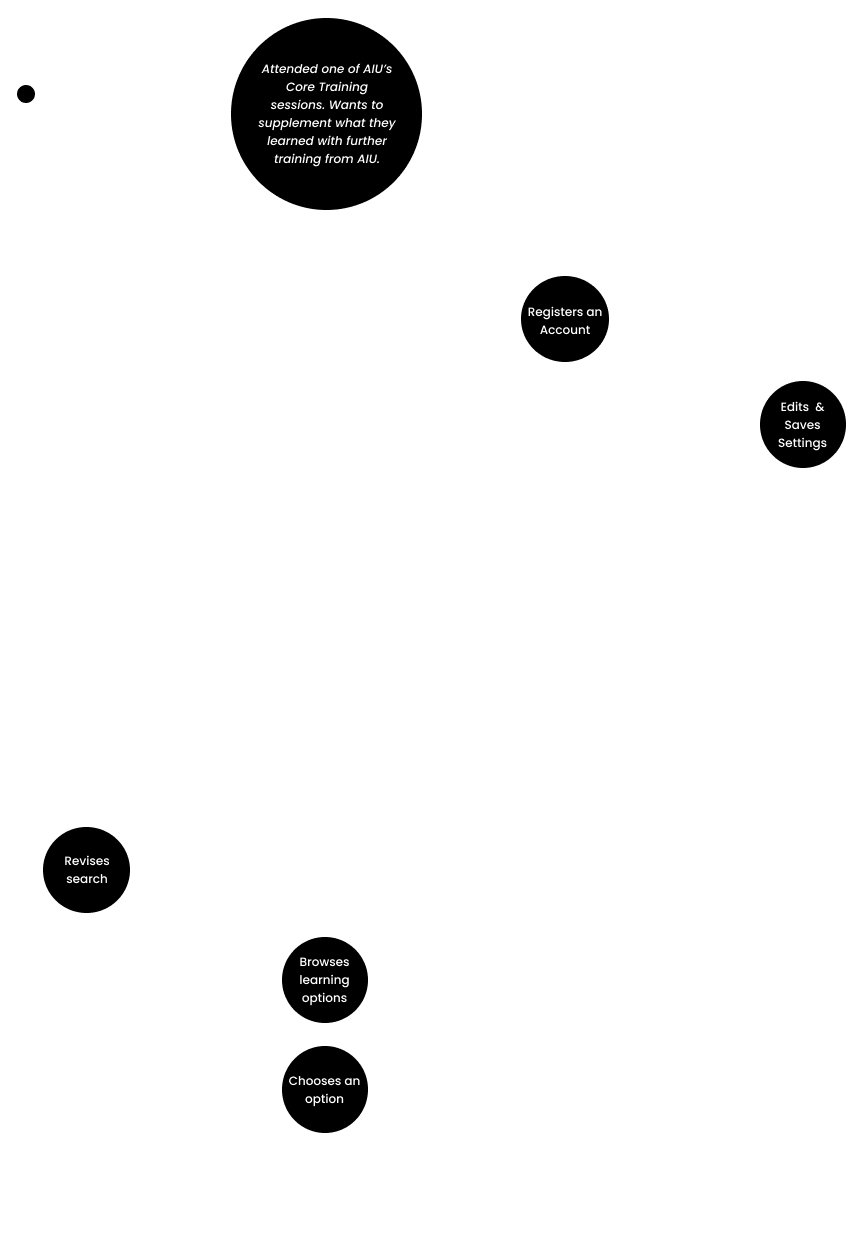 Attended one of AIU’s
Core Training
sessions. Wants to
supplement what they
learned with further
training from AIU.
Registers an
Account
Edits  &
Saves
Settings
Revises
search
Browses
learning
options
Chooses an
option